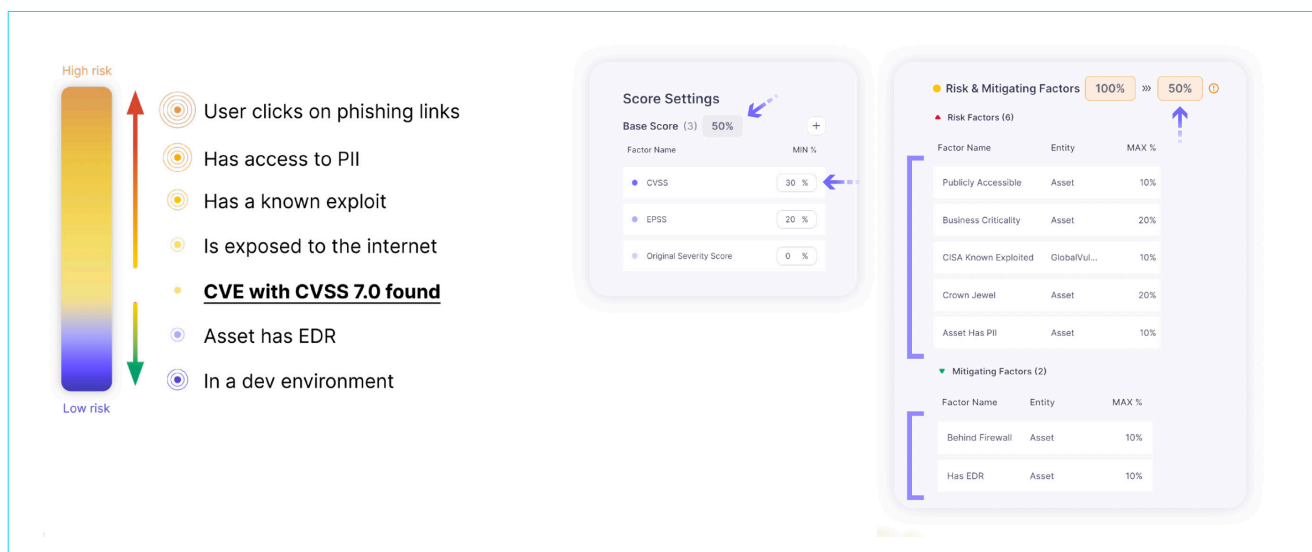 High risk
User clicks on phishing links
Has access to PII
Has a known exploit
Is exposed to the internet
CVE with CVSS 7.0 found
Asset has EDR
In a dev environment
Low risk
Score Settings
Base Score (3) 50% +
Factor Name MIN %
CVSS 30 %
EPSS 20 %
Original Severity Score 0 %
Risk & Mitigating Factors 100% >>> 50%
Risk Factors (6)
Factor Name Entity MAX %
Publicly Accessible Asset 10%
Business Criticality Asset 20%
CISA Known Exploited GlobalVul... 10%
Crown Jewel Asset 20%
Asset Has PII Asset 10%
Mitigating Factors (2)
Factor Name Entity MAX %
Behind Firewall Asset 10%
Has EDR Asset 10%